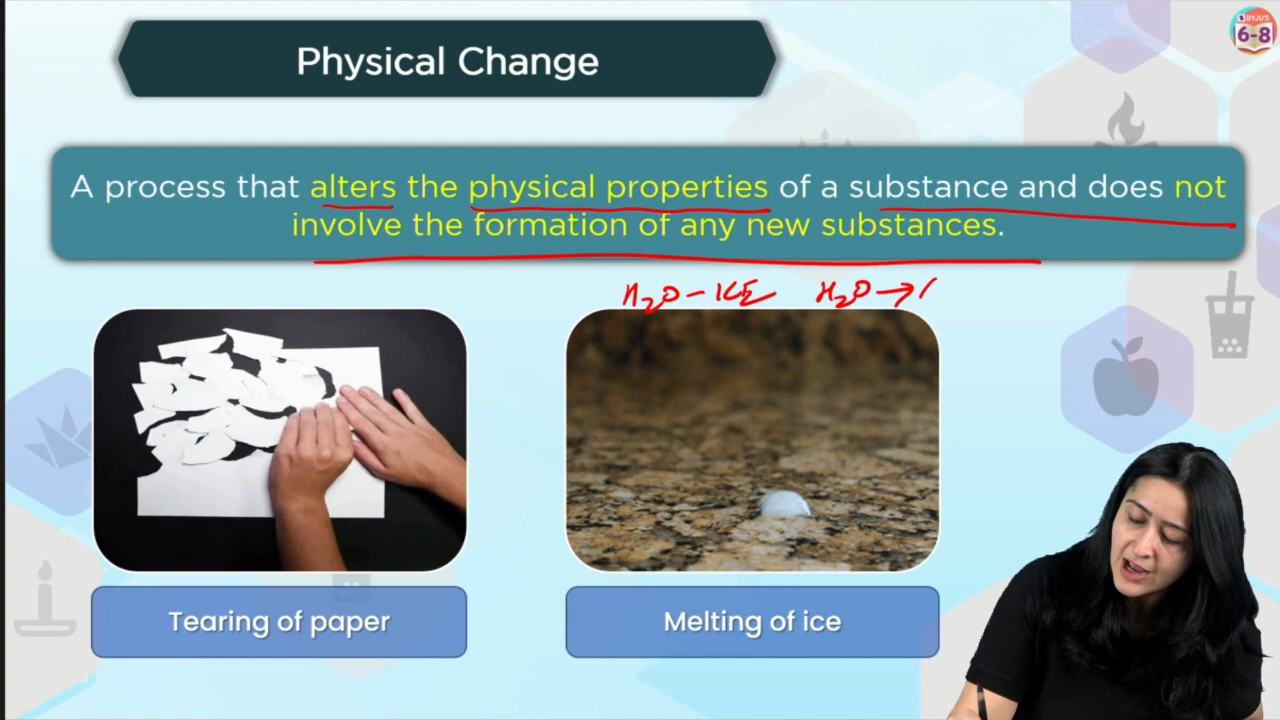 BYJU'S
6-8
Physical Change
A process that alters the physical properties of a substance and does not
involve the formation of any new substances.
H₂O - ICE H₂O →
Tearing of paper
Melting of ice